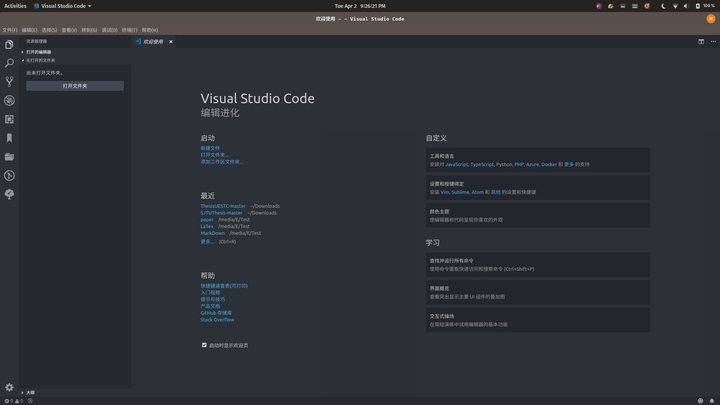 Activities
Visual Studio Code
Tue Apr 2 9:26:21 PM
100 %
欢迎使用 - - Visual Studio Code
文件(F) 编辑(E) 选择(S) 查看(V) 转到(G) 调试(D) 终端(T) 帮助(H)
资源管理器
欢迎使用
打开的编辑器
无打开的文件夹
尚未打开文件夹。
打开文件夹
Visual Studio Code
编辑进化
启动
新建文件
打开文件夹...
添加工作区文件夹...
最近
ThesisUESTC-master ~/Downloads
SJTUThesis-master ~/Downloads
paper /media/E/Test
LaTex /media/E/Test
MarkDown /media/E/Test
更多... (Ctrl+R)
帮助
快捷键速查表(可打印)
入门视频
提示与技巧
产品文档
GitHub 存储库
Stack Overflow
启动时显示欢迎页
自定义
工具和语言
安装对 JavaScript, TypeScript, Python, PHP, Azure, Docker 和 更多 的支持
设置和按键绑定
安装 Vim, Sublime, Atom 和 其他 的设置和快捷键
颜色主题
使编辑器和代码呈现你喜欢的外观
学习
查找并运行所有命令
使用命令面板快速访问和搜索命令 (Ctrl+Shift+P)
界面概览
查看突出显示主要 UI 组件的叠加图
交互式演练场
在简短演练中试用编辑器的基本功能
大纲
0 0